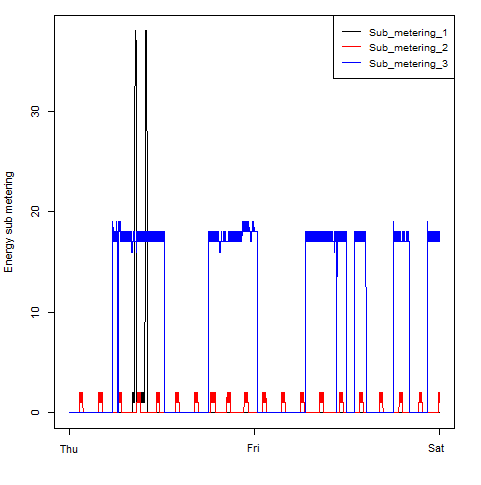 Sub_metering_1
Sub_metering_2
Sub_metering_3
Energy sub metering
30
20
10
0
Thu Fri Sat